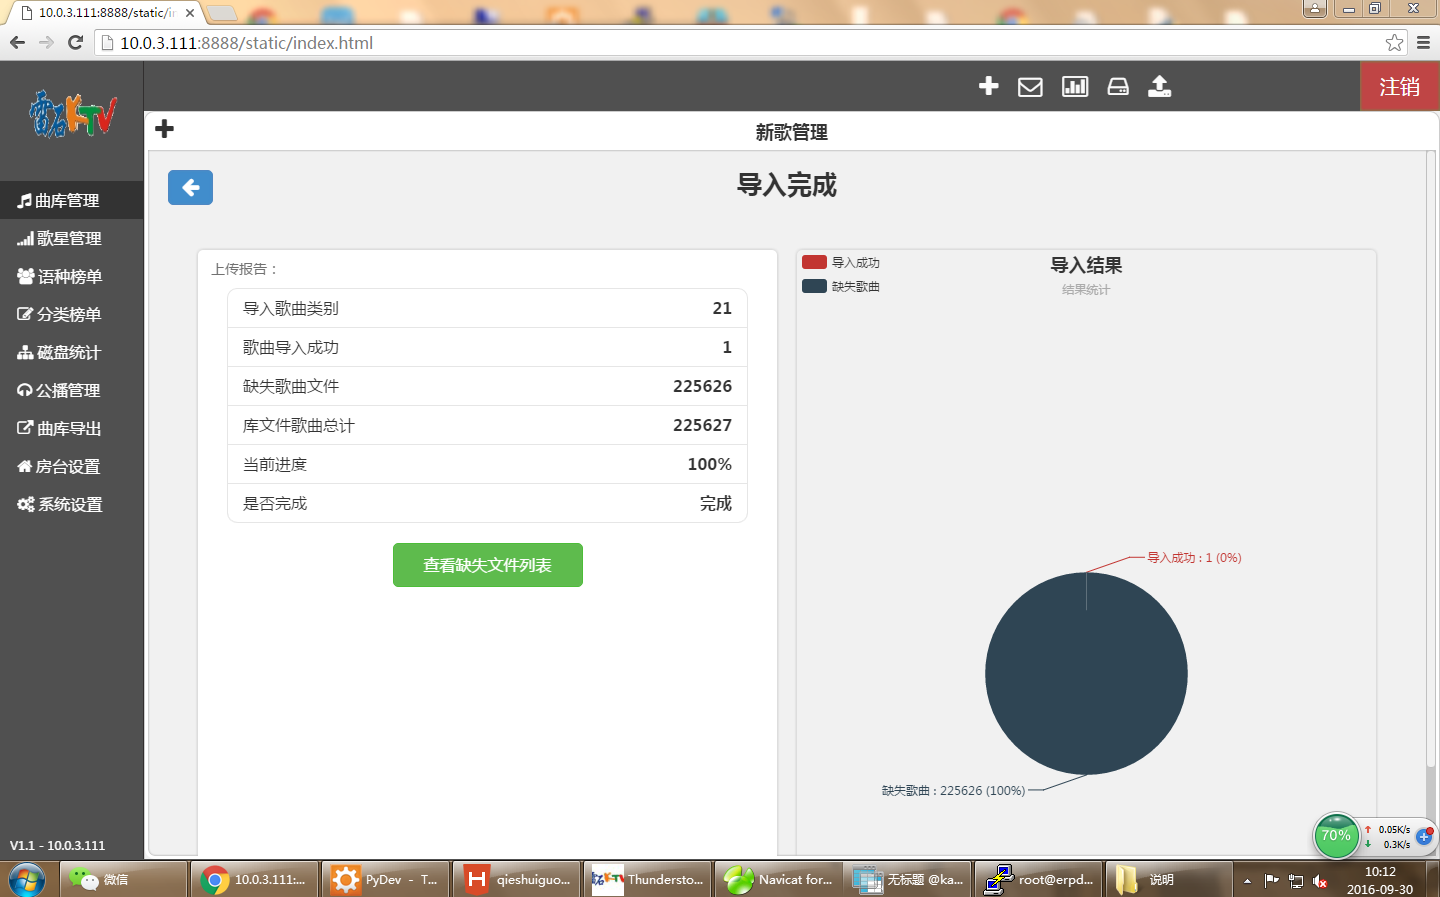 10.0.3.111:8888/static/i
10.0.3.111:8888/static/index.html
雷石KTV
注销
新歌管理
导入完成
曲库管理
歌星管理
语种榜单
分类榜单
磁盘统计
公播管理
曲库导出
房台设置
系统设置
V1.1 - 10.0.3.111
上传报告：
导入歌曲类别 21
歌曲导入成功 1
缺失歌曲文件 225626
库文件歌曲总计 225627
当前进度 100%
是否完成 完成
查看缺失文件列表
导入成功
缺失歌曲
导入结果
结果统计
导入成功 : 1 (0%)
缺失歌曲 : 225626 (100%)
70%
0.05K/s
0.3K/s
微信
10.0.3.111:...
PyDev - T...
qieshuiguo...
Thundersto...
Navicat for...
无标题 @ka...
root@erpd...
说明
10:12
2016-09-30